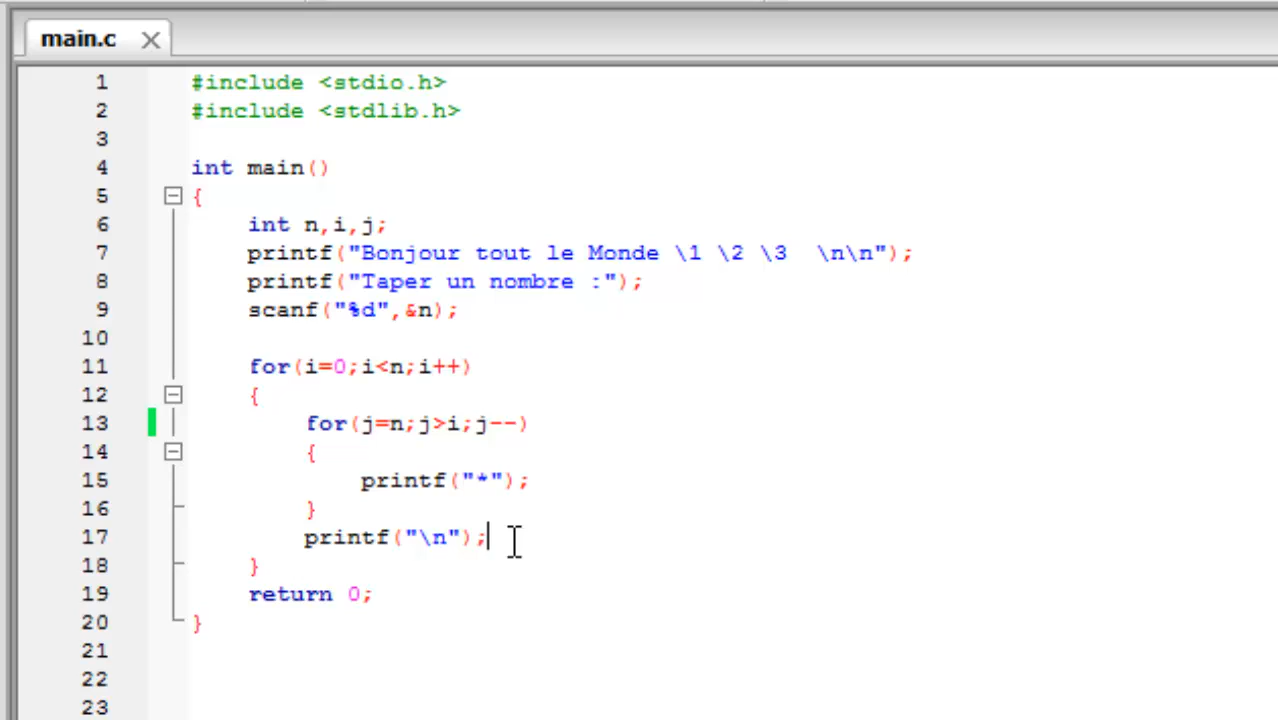 main.c
1 #include <stdio.h>
2 #include <stdlib.h>
3
4 int main()
5 {
6 int n,i,j;
7 printf("Bonjour tout le Monde \1 \2 \3  \n\n");
8 printf("Taper un nombre :");
9 scanf("%d",&n);
10
11 for(i=0;i<n;i++)
12 {
13 for(j=n;j>i;j--)
14 {
15 printf("*");
16 }
17 printf("\n");
18 }
19 return 0;
20 }
21
22
23